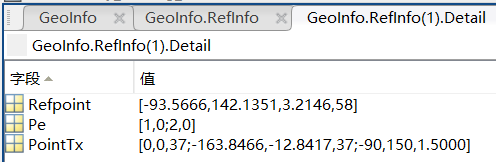 GeoInfo GeoInfo.RefInfo GeoInfo.RefInfo(1).Detail
GeoInfo.RefInfo(1).Detail
字段 值
Refpoint [-93.5666,142.1351,3.2146,58]
Pe [1,0;2,0]
PointTx [0,0,37;-163.8466,-12.8417,37;-90,150,1.5000]